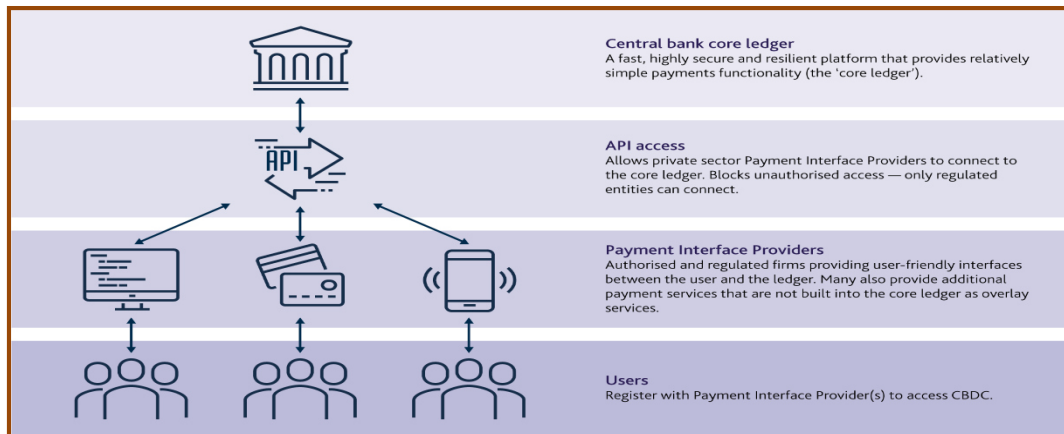 Central bank core ledger
A fast, highly secure and resilient platform that provides relatively
simple payments functionality (the 'core ledger').
API
API access
Allows private sector Payment Interface Providers to connect to
the core ledger. Blocks unauthorised access — only regulated
entities can connect.
Payment Interface Providers
Authorised and regulated firms providing user-friendly interfaces
between the user and the ledger. Many also provide additional
payment services that are not built into the core ledger as overlay
services.
Users
Register with Payment Interface Provider(s) to access CBDC.